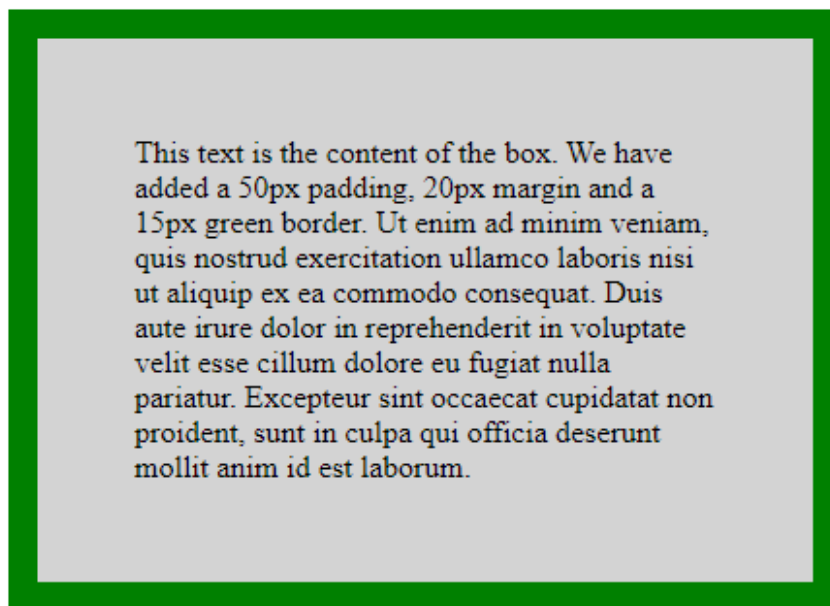 This text is the content of the box. We have
added a 50px padding, 20px margin and a
15px green border. Ut enim ad minim veniam,
quis nostrud exercitation ullamco laboris nisi
ut aliquip ex ea commodo consequat. Duis
aute irure dolor in reprehenderit in voluptate
velit esse cillum dolore eu fugiat nulla
pariatur. Excepteur sint occaecat cupidatat non
proident, sunt in culpa qui officia deserunt
mollit anim id est laborum.